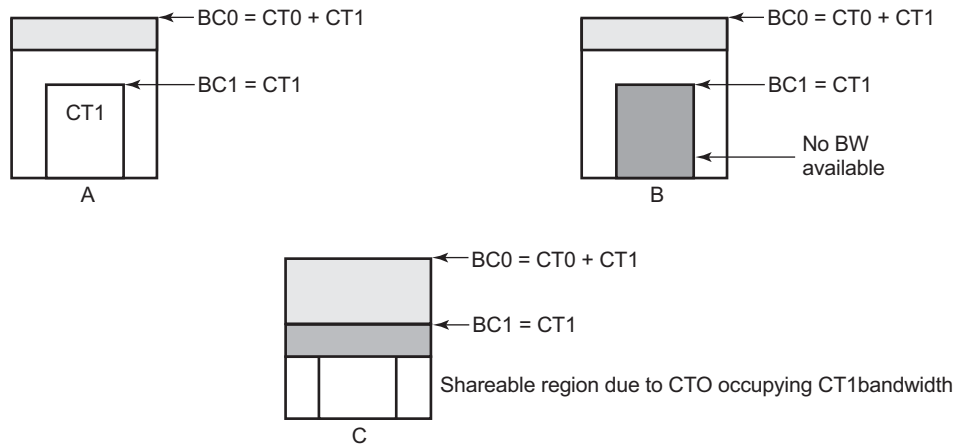 BC0 = CT0 + CT1
BC1 = CT1
CT1
A
BC0 = CT0 + CT1
BC1 = CT1
No BW
available
B
BC0 = CT0 + CT1
BC1 = CT1
Shareable region due to CTO occupying CT1bandwidth
C